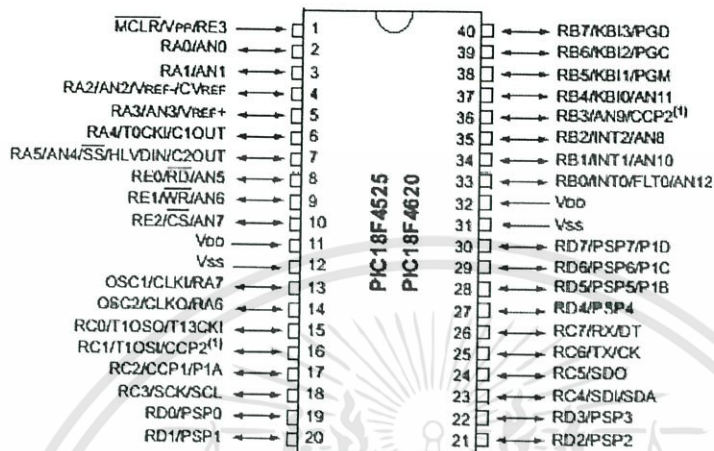 MCLR/VPP/RE3 1
RA0/AN0 2
RA1/AN1 3
RA2/AN2/VREF-/CVREF 4
RA3/AN3/VREF+ 5
RA4/T0CKI/C1OUT 6
RA5/AN4/SS/HLVDIN/C2OUT 7
RE0/RD/AN5 8
RE1/WR/AN6 9
RE2/CS/AN7 10
VDD 11
VSS 12
OSC1/CLKI/RA7 13
OSC2/CLKO/RA6 14
RC0/T1OSO/T13CKI 15
RC1/T1OSI/CCP2(1) 16
RC2/CCP1/P1A 17
RC3/SCK/SCL 18
RD0/PSP0 19
RD1/PSP1 20
PIC18F4525
PIC18F4620
40 RB7/KBI3/PGD
39 RB6/KBI2/PGC
38 RB5/KBI1/PGM
37 RB4/KBI0/AN11
36 RB3/AN9/CCP2(1)
35 RB2/INT2/AN8
34 RB1/INT1/AN10
33 RB0/INT0/FLT0/AN12
32 VDD
31 VSS
30 RD7/PSP7/P1D
29 RD6/PSP6/P1C
28 RD5/PSP5/P1B
27 RD4/PSP4
26 RC7/RX/DT
25 RC6/TX/CK
24 RC5/SDO
23 RC4/SDI/SDA
22 RD3/PSP3
21 RD2/PSP2